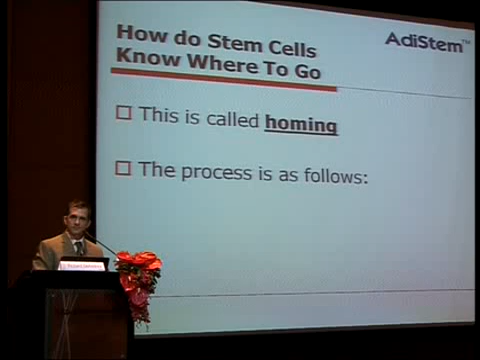 How do Stem Cells
Know Where To Go
AdiStem™
This is called homing
The process is as follows: